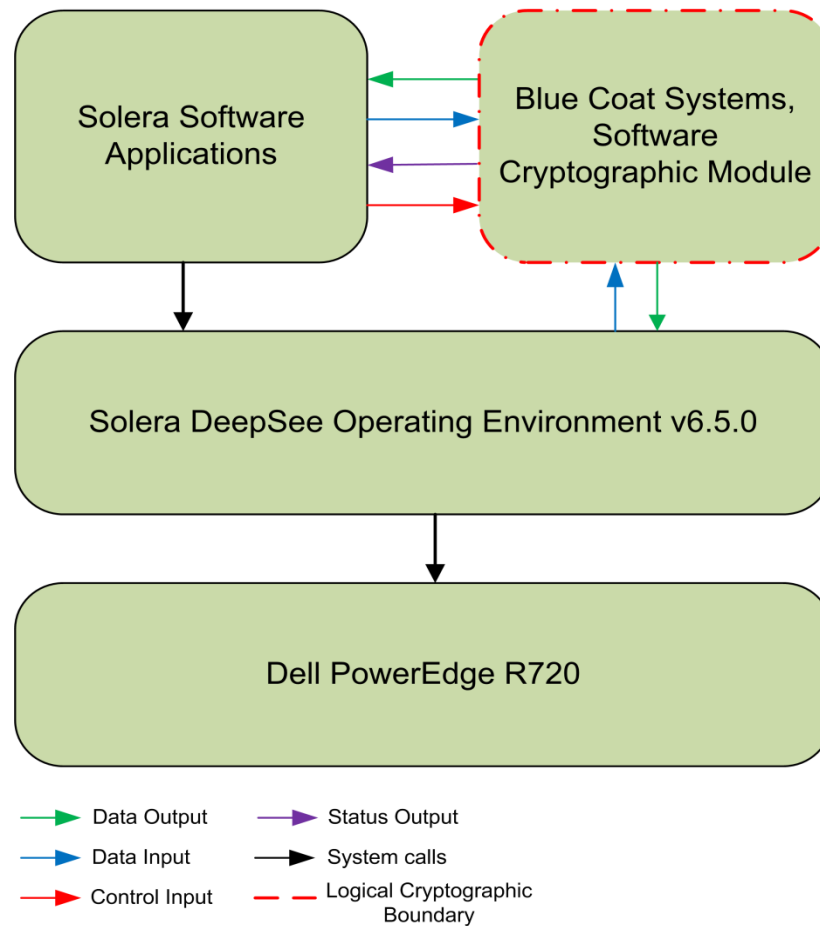 Solera Software
Applications
Blue Coat Systems,
Software
Cryptographic Module
Solera DeepSee Operating Environment v6.5.0
Dell PowerEdge R720
Data Output
Status Output
Data Input
System calls
Control Input
Logical Cryptographic
Boundary